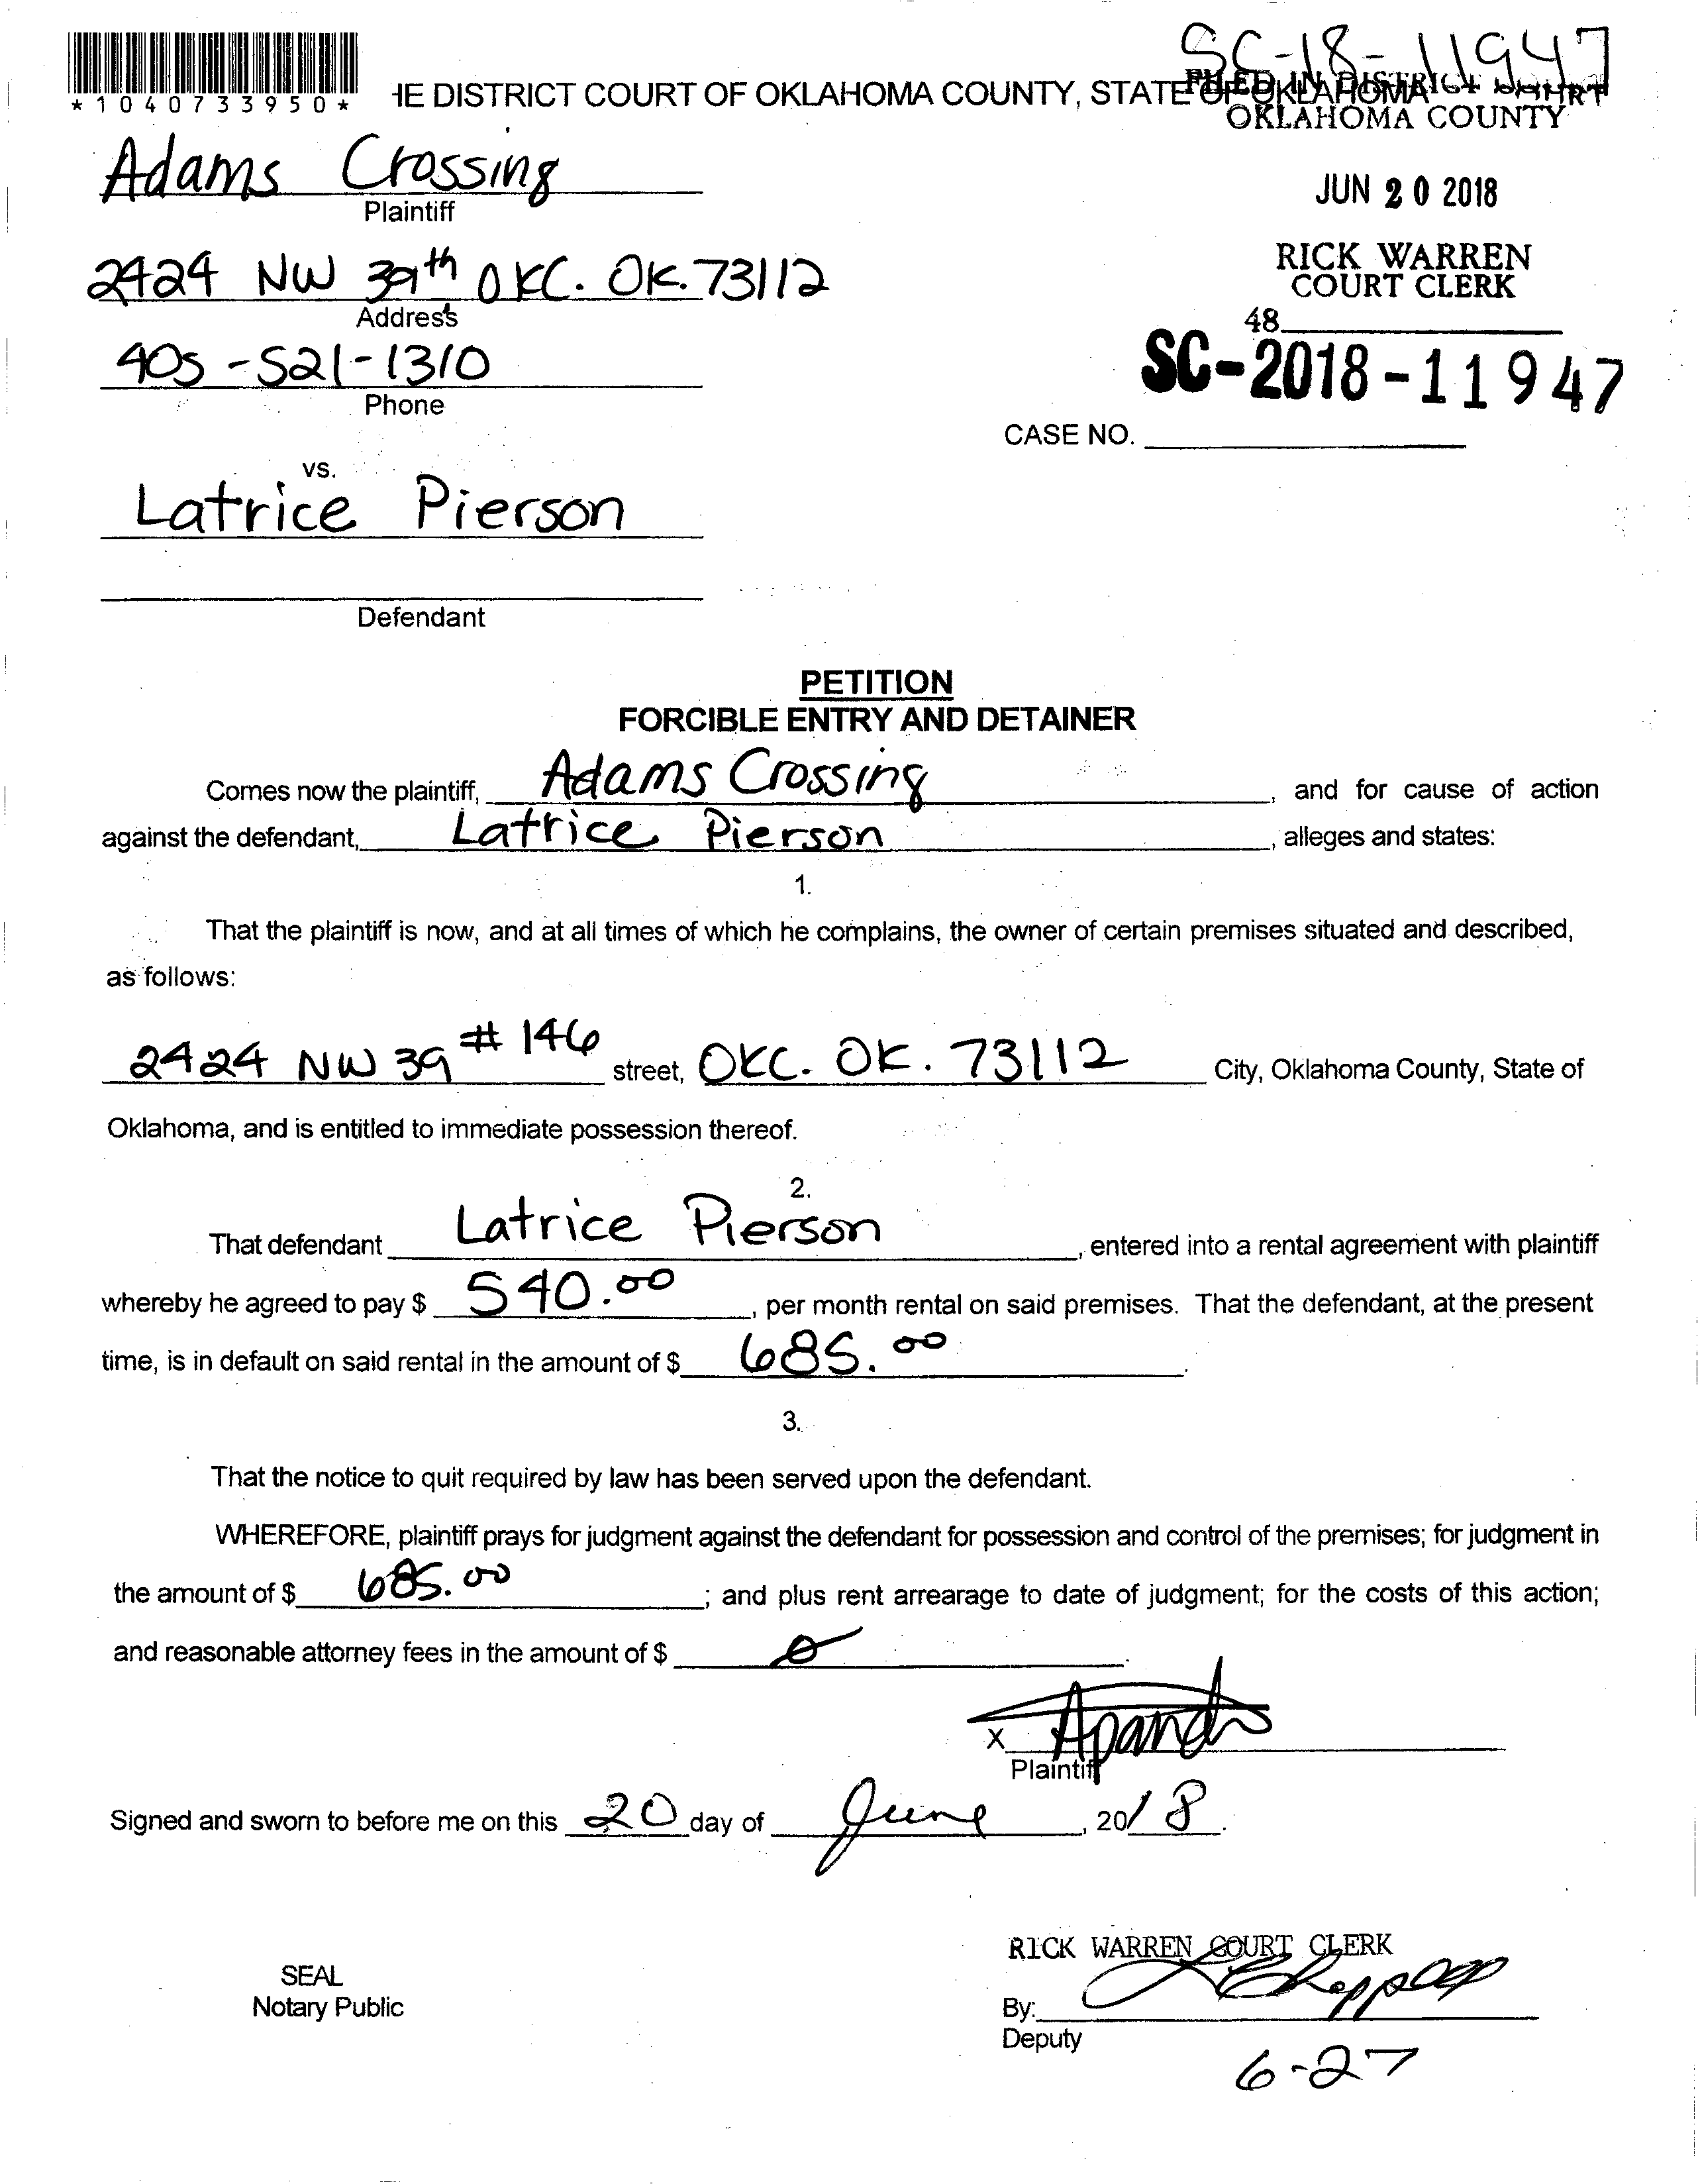 SC-18-11947
*1040733950*
HE DISTRICT COURT OF OKLAHOMA COUNTY, STATE OF OKLAHOMA
FILED IN DISTRICT COURT
OKLAHOMA COUNTY
Adams Crossing
Plaintiff
JUN 20 2018
2424 NW 39th OKC. OK. 73112
Address
RICK WARREN
COURT CLERK
48
405-521-1310
Phone
SC-2018-11947
CASE NO.
vs.
Latrice Pierson
Defendant
PETITION
FORCIBLE ENTRY AND DETAINER
Comes now the plaintiff, Adams Crossing, and for cause of action
against the defendant, Latrice Pierson, alleges and states:
1.
That the plaintiff is now, and at all times of which he complains, the owner of certain premises situated and described,
as follows:
2424 NW 39 # 146 street, OKC. OK. 73112 City, Oklahoma County, State of
Oklahoma, and is entitled to immediate possession thereof.
2.
That defendant Latrice Pierson, entered into a rental agreement with plaintiff
whereby he agreed to pay $ 540.00, per month rental on said premises. That the defendant, at the present
time, is in default on said rental in the amount of $ 685.00.
3.
That the notice to quit required by law has been served upon the defendant.
WHEREFORE, plaintiff prays for judgment against the defendant for possession and control of the premises; for judgment in
the amount of $ 685.00; and plus rent arrearage to date of judgment; for the costs of this action;
and reasonable attorney fees in the amount of $ 0.
X
Plaintiff
Signed and sworn to before me on this 20 day of June, 2018.
RICK WARREN COURT CLERK
SEAL
Notary Public
By:
Deputy
6-27